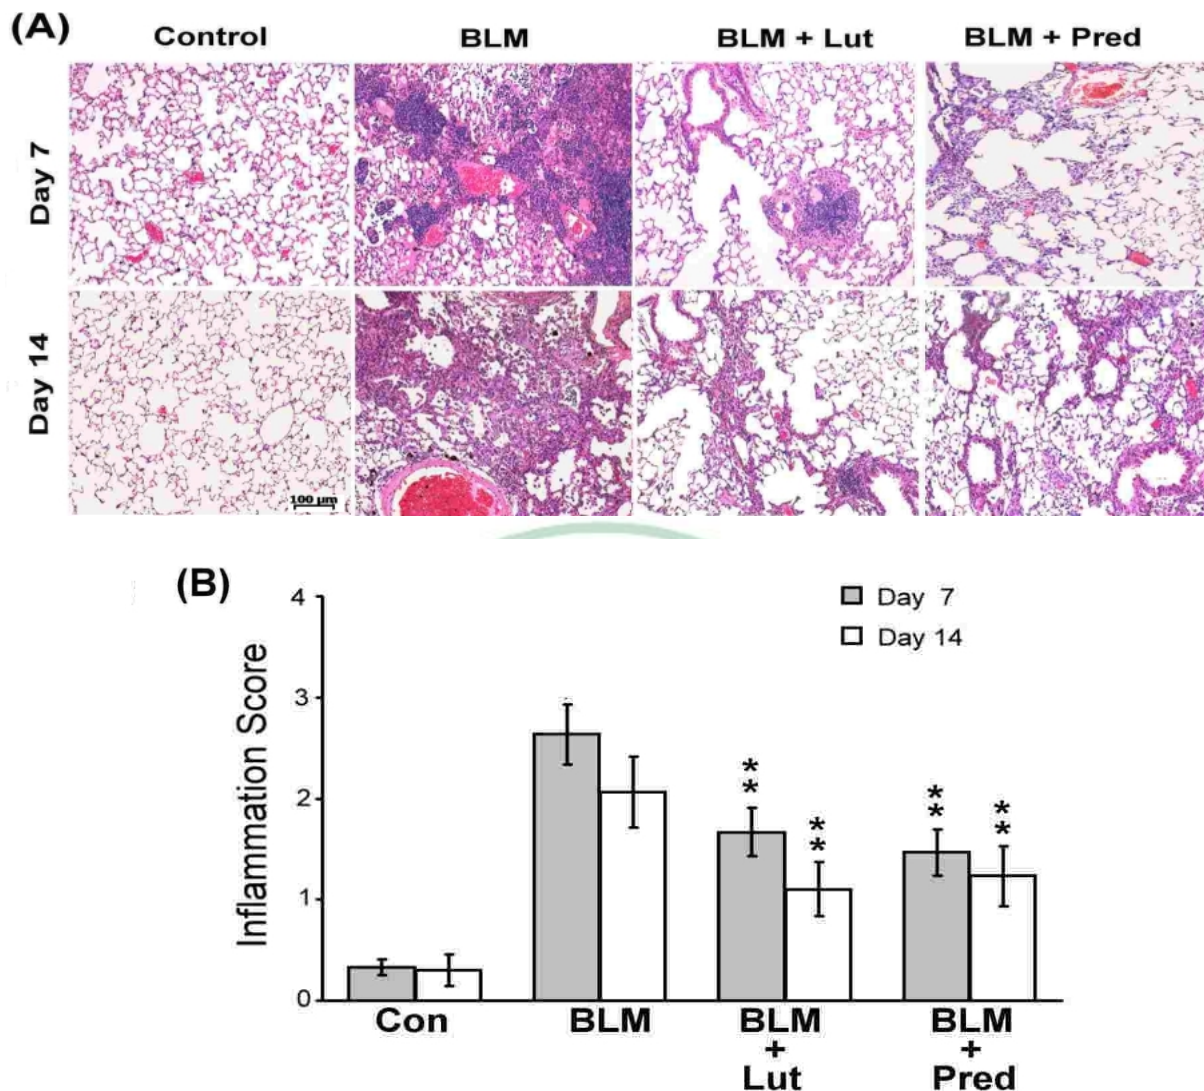 (A)
Control BLM BLM + Lut BLM + Pred
Day 7
Day 14
100 µm
(B)
Inflammation Score
4
3
2
1
0
Day 7
Day 14
**
**
**
**
Con BLM BLM BLM
+ +
Lut Pred